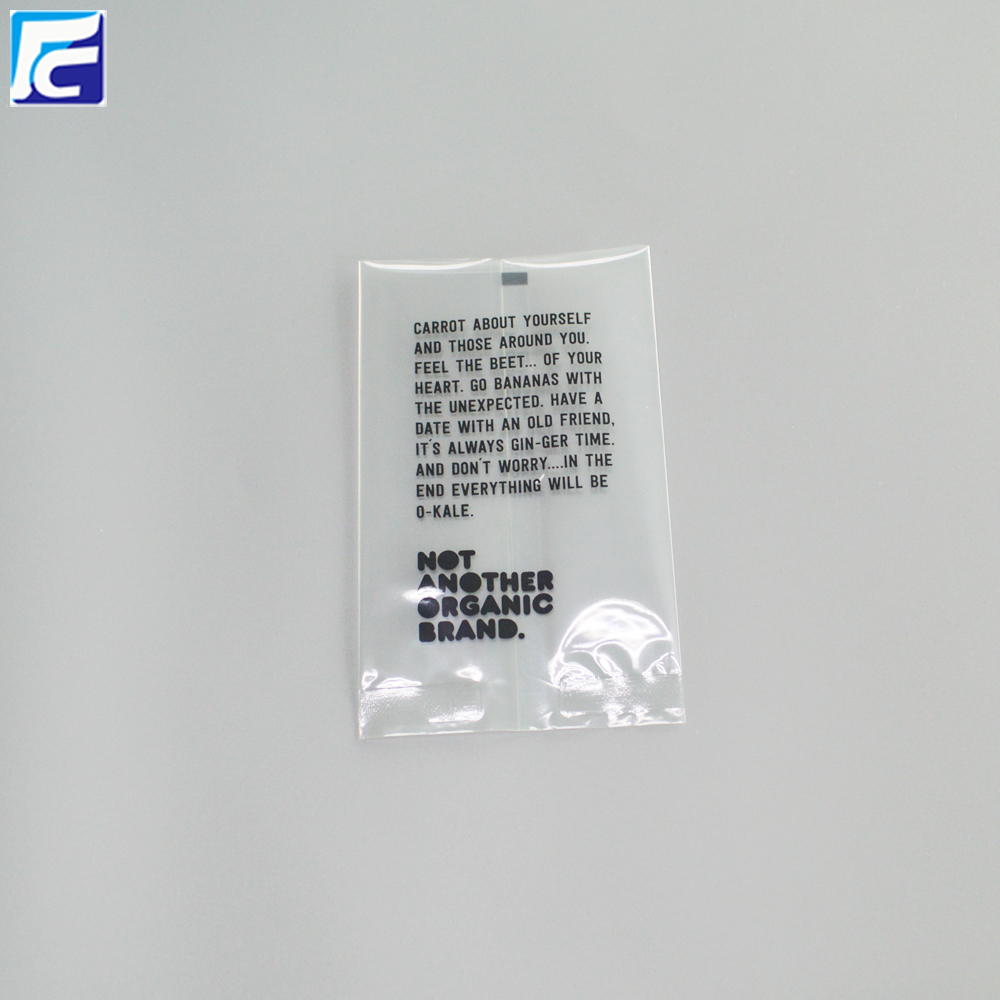 FC
CARROT ABOUT YOURSELF
AND THOSE AROUND YOU.
FEEL THE BEET... OF YOUR
HEART. GO BANANAS WITH
THE UNEXPECTED. HAVE A
DATE WITH AN OLD FRIEND,
IT'S ALWAYS GIN-GER TIME.
AND DON'T WORRY....IN THE
END EVERYTHING WILL BE
O-KALE.
NOT
ANOTHER
ORGANIC
BRAND.